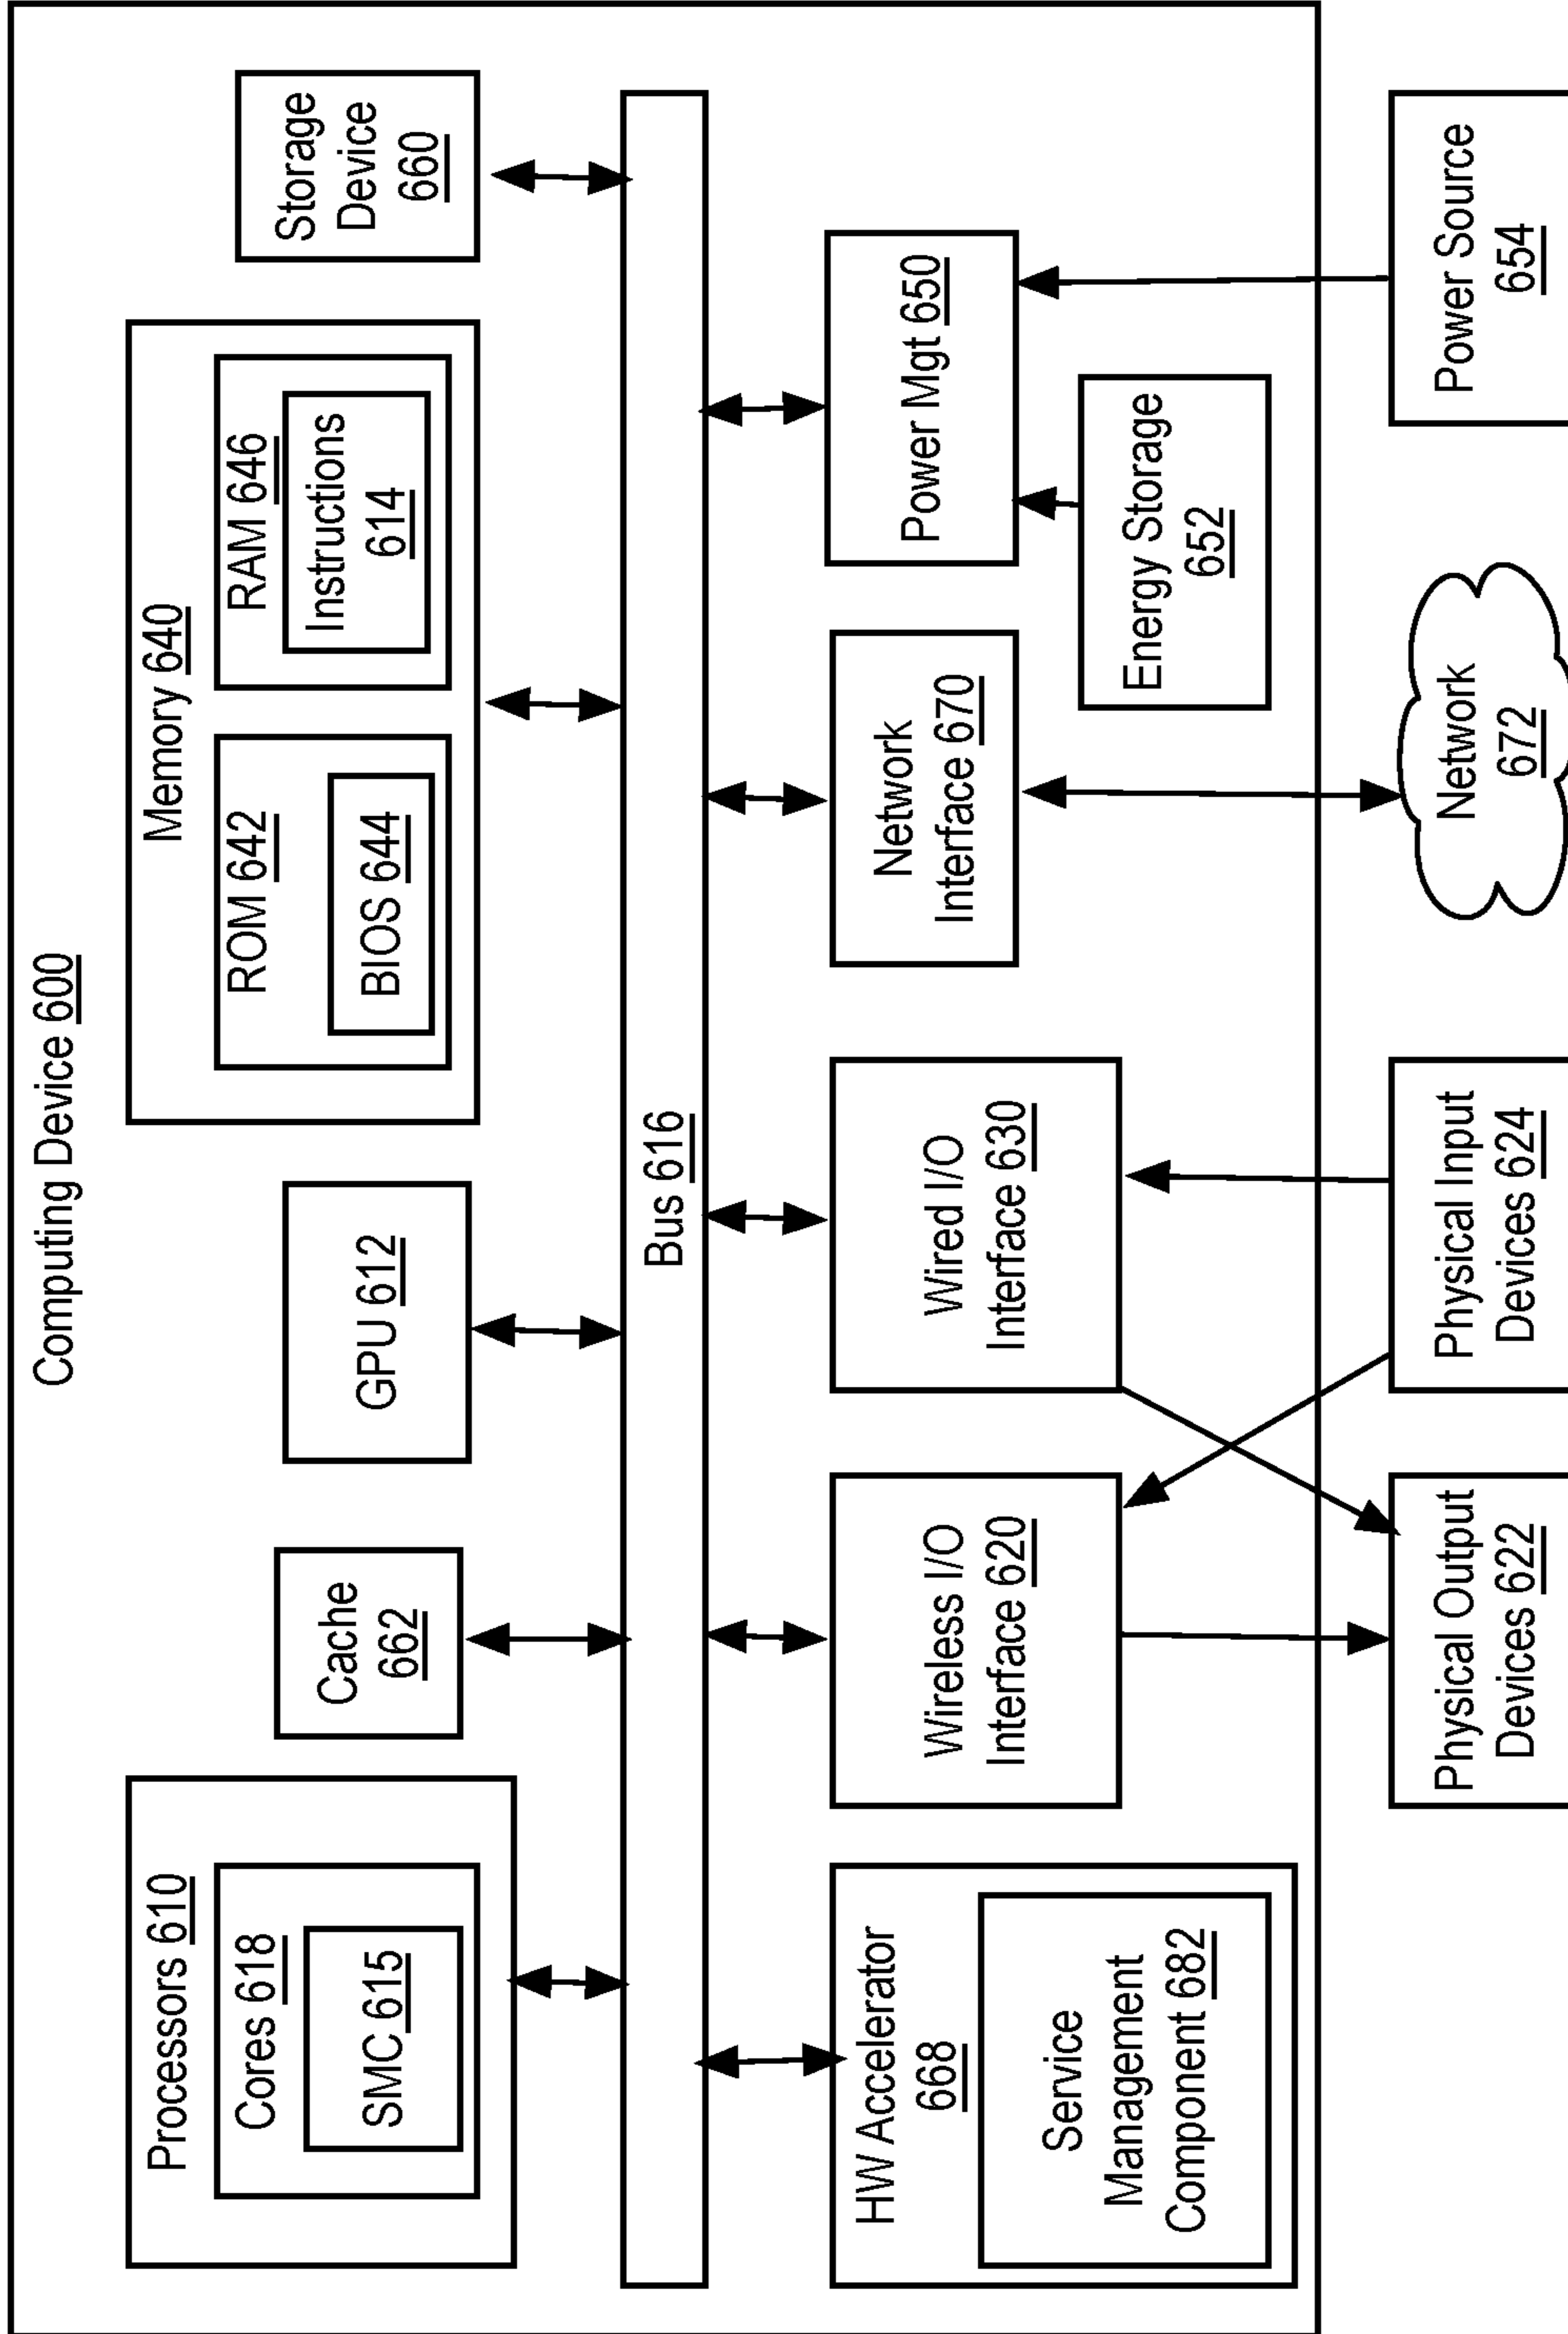 Computing Device 600
Processors 610
Cores 618
SMC 615
Cache
662
GPU 612
Memory 640
ROM 642
BIOS 644
RAM 646
Instructions
614
Storage
Device
660
Bus 616
HW Accelerator
668
Service
Management
Component 682
Wireless I/O
Interface 620
Wired I/O
Interface 630
Network
Interface 670
Power Mgt 650
Energy Storage
652
Physical Output
Devices 622
Physical Input
Devices 624
Network
672
Power Source
654